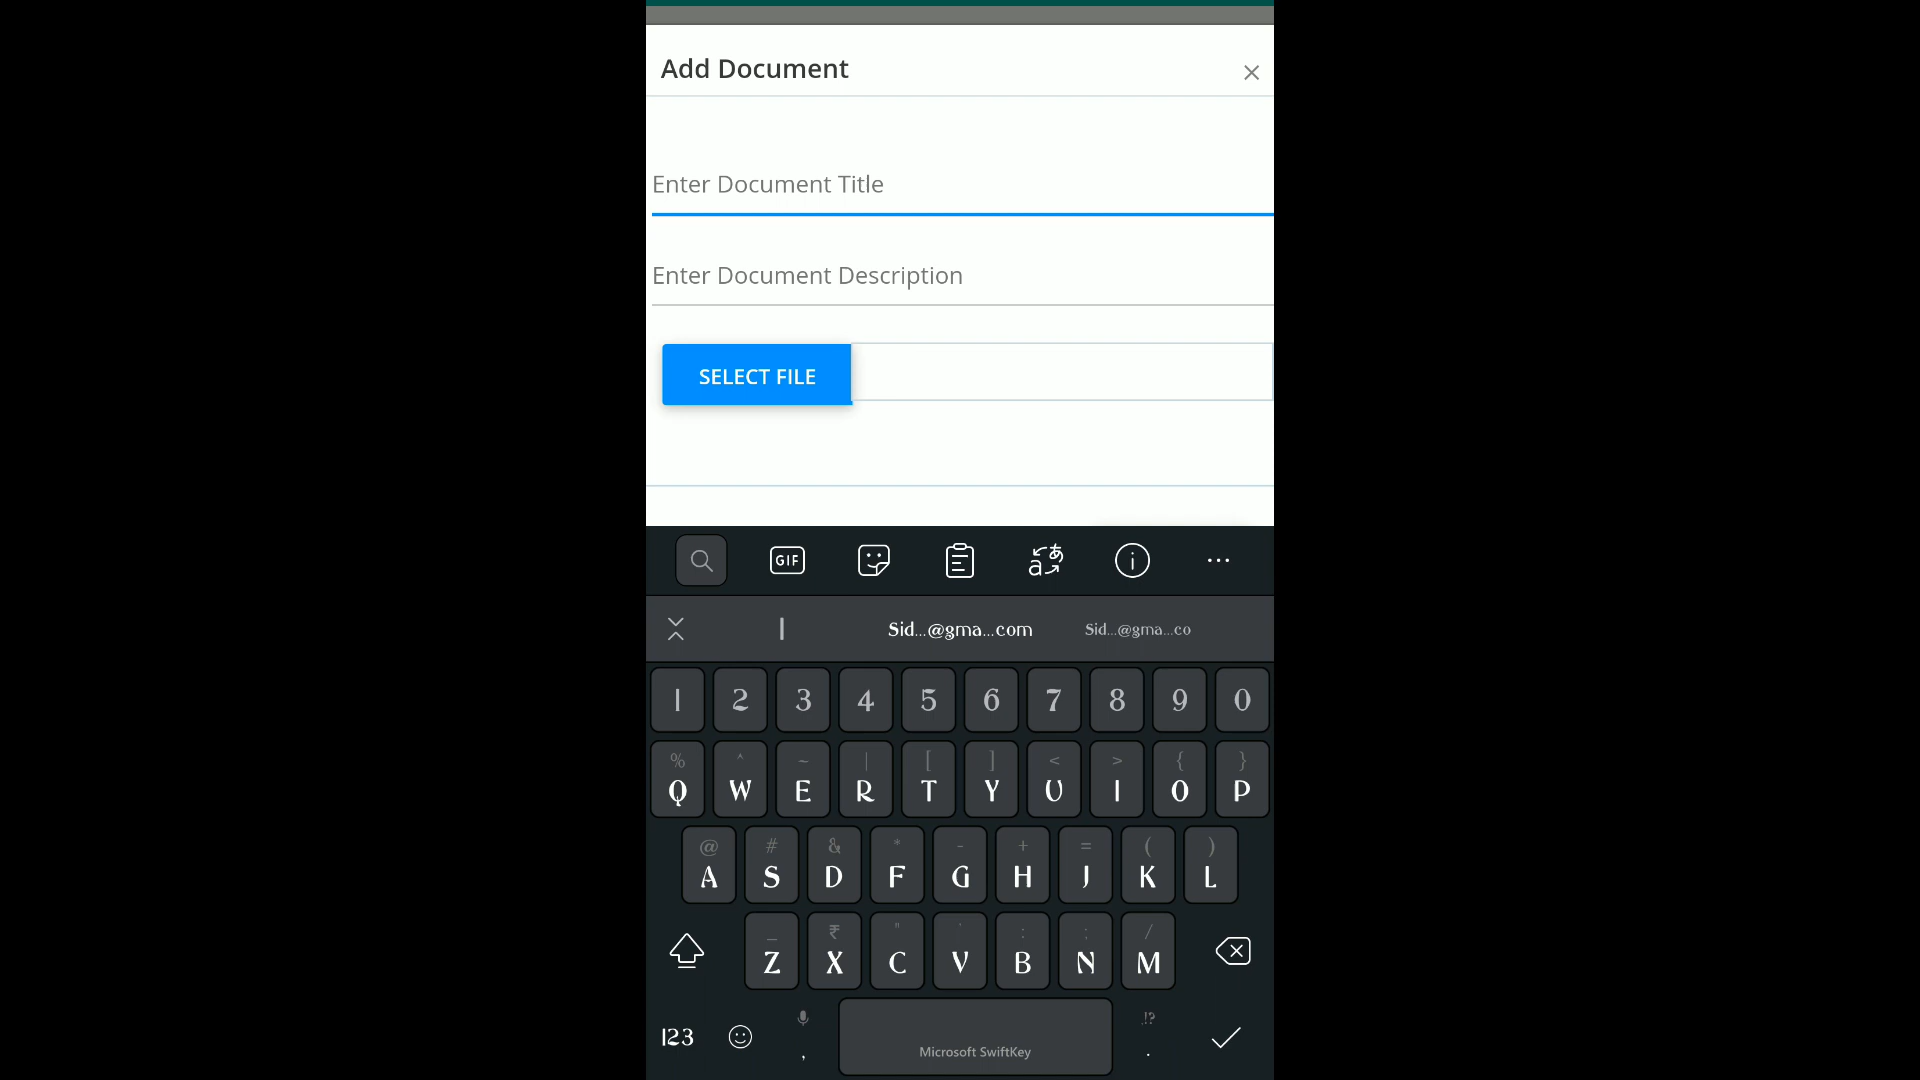 Add Document
Enter Document Title
Enter Document Description
SELECT FILE
GIF
Sid...@gma...com Sid...@gma...co
1 2 3 4 5 6 7 8 9 0
% ^ ~ | [ ] < > { }
Q W E R T Y U I O P
@ # & * - + = ( )
A S D F G H J K L
_ ₹ " ' : ; /
Z X C V B N M
!?
123 , Microsoft SwiftKey .